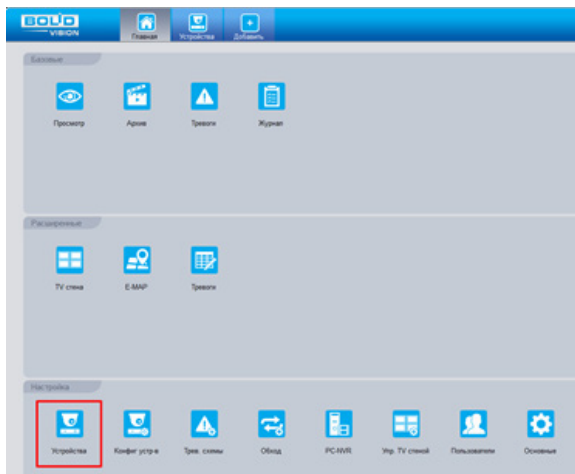 BOLID
VISION
Главная
Устройства
Добавить
Базовые
Просмотр
Архив
Тревоги
Журнал
Расширенные
TV стена
E-MAP
Тревоги
Настройка
Устройства
Конфиг устр-в
Трев. схемы
Обход
PC-NVR
Упр. TV стеной
Пользователи
Основные